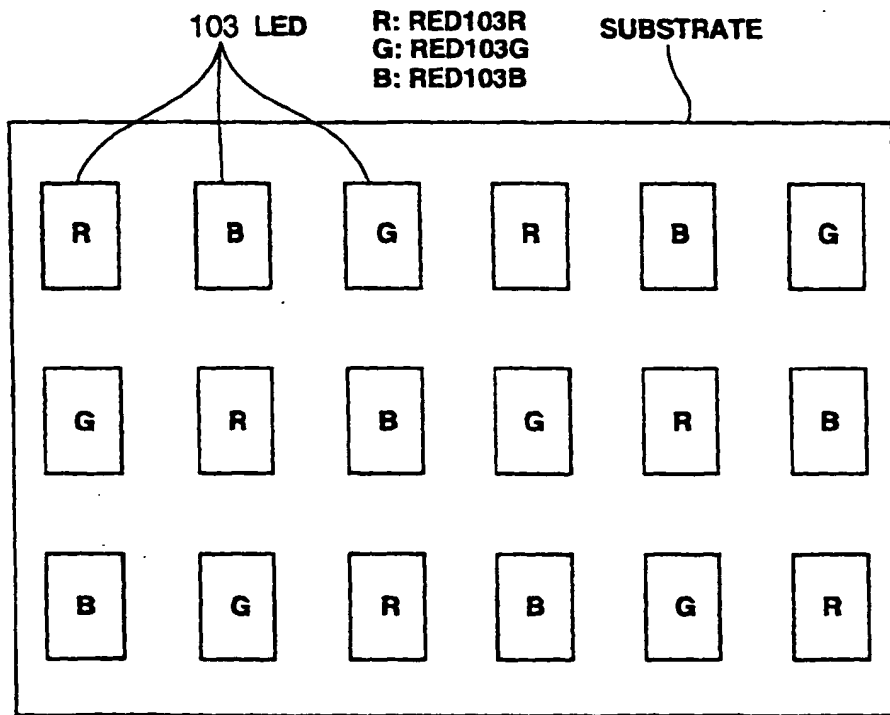 103 LED
R: RED103R
G: RED103G
B: RED103B
SUBSTRATE
R B G R B G
G R B G R B
B G R B G R